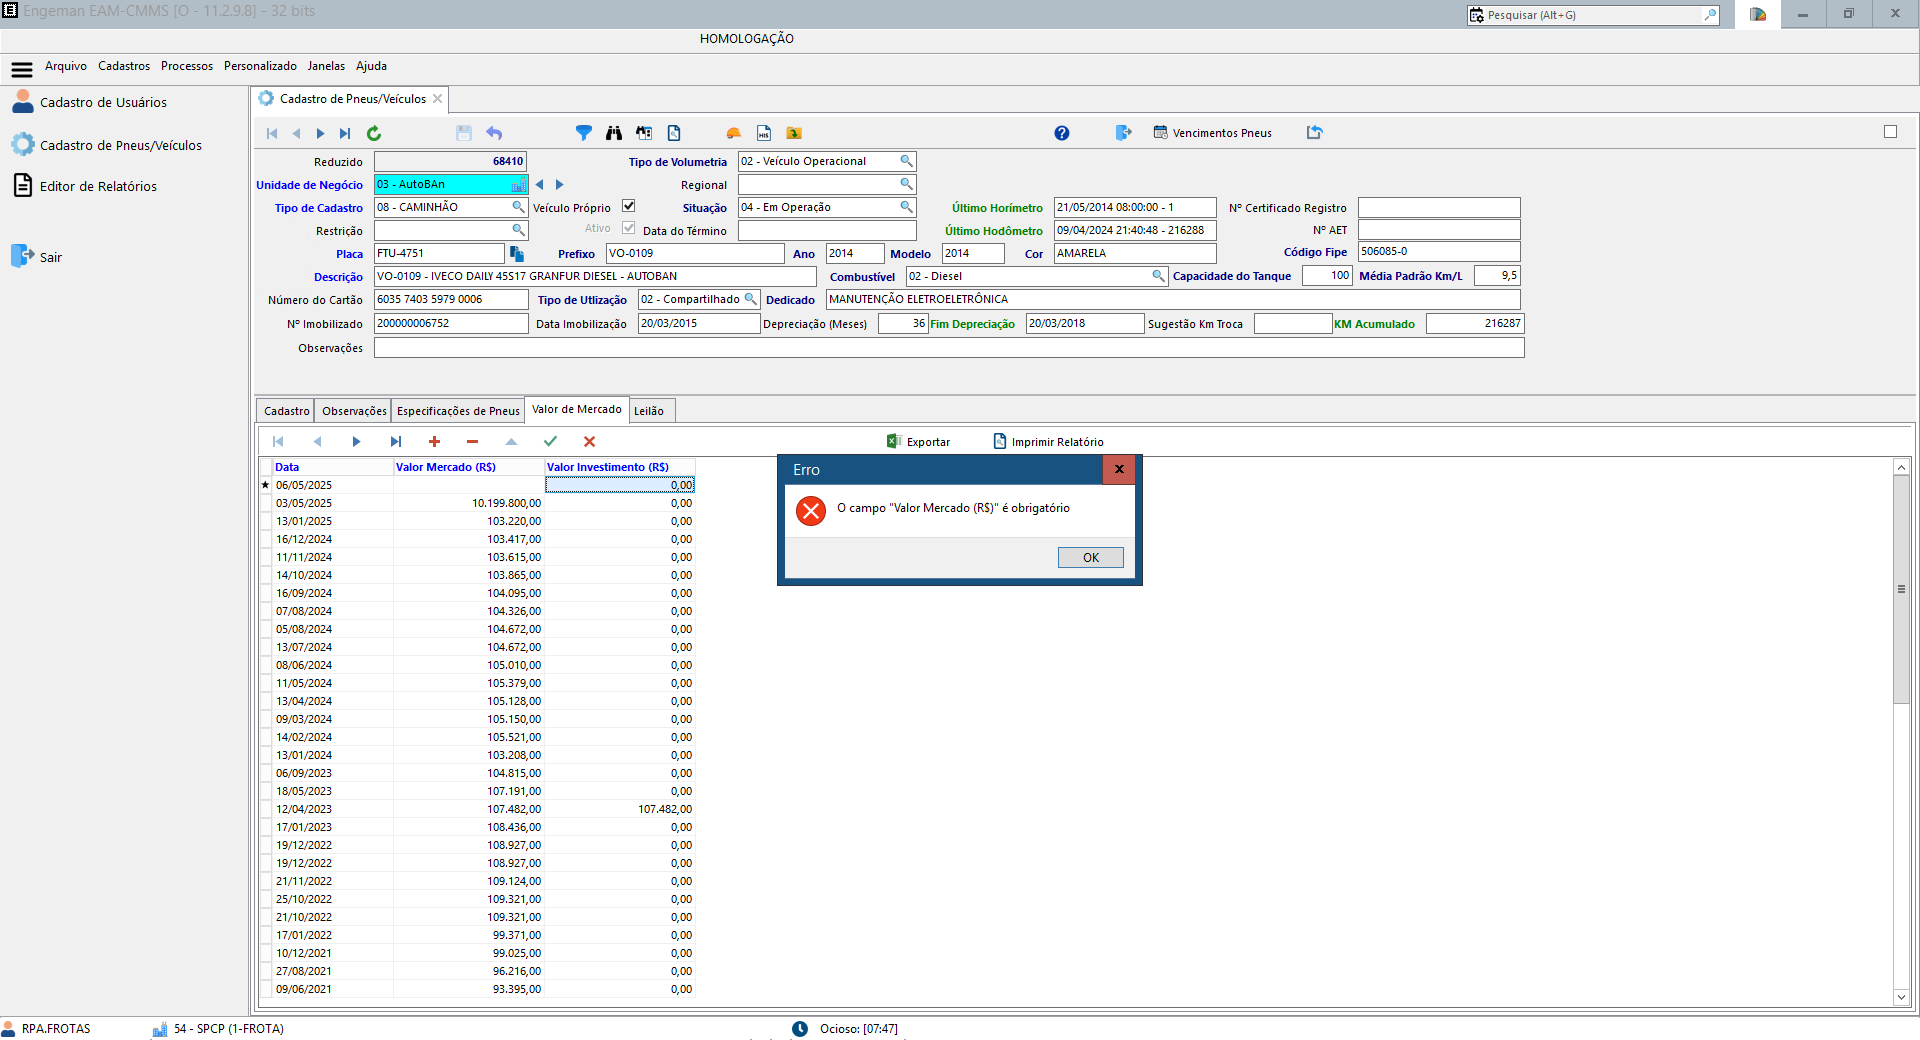 Engeman EAM-CMMS [O - 11.2.9.8] - 32 bits
Pesquisar (Alt+G)
HOMOLOGAÇÃO
Arquivo Cadastros Processos Personalizado Janelas Ajuda
Cadastro de Usuários
Cadastro de Pneus/Veículos
Editor de Relatórios
Sair
Cadastro de Pneus/Veículos
HIS
Vencimentos Pneus
Reduzido 68410 Tipo de Volumetria 02 - Veículo Operacional
Unidade de Negócio 03 - AutoBAn Regional
Tipo de Cadastro 08 - CAMINHÃO Veículo Próprio Situação 04 - Em Operação Último Horímetro 21/05/2014 08:00:00 - 1 Nº Certificado Registro
Restrição Ativo Data do Término Último Hodômetro 09/04/2024 21:40:48 - 216288 Nº AET
Placa FTU-4751 Prefixo VO-0109 Ano 2014 Modelo 2014 Cor AMARELA Código Fipe 506085-0
Descrição VO-0109 - IVECO DAILY 45S17 GRANFUR DIESEL - AUTOBAN Combustível 02 - Diesel Capacidade do Tanque 100 Média Padrão Km/L 9,5
Número do Cartão 6035 7403 5979 0006 Tipo de Utlização 02 - Compartilhado Dedicado MANUTENÇÃO ELETROELETRÔNICA
Nº Imobilizado 200000006752 Data Imobilização 20/03/2015 Depreciação (Meses) 36 Fim Depreciação 20/03/2018 Sugestão Km Troca KM Acumulado 216287
Observações
Cadastro Observações Especificações de Pneus Valor de Mercado Leilão
Exportar Imprimir Relatório
Data Valor Mercado (R$) Valor Investimento (R$)
06/05/2025 0,00
03/05/2025 10.199.800,00 0,00
13/01/2025 103.220,00 0,00
16/12/2024 103.417,00 0,00
11/11/2024 103.615,00 0,00
14/10/2024 103.865,00 0,00
16/09/2024 104.095,00 0,00
07/08/2024 104.326,00 0,00
05/08/2024 104.672,00 0,00
13/07/2024 104.672,00 0,00
08/06/2024 105.010,00 0,00
11/05/2024 105.379,00 0,00
13/04/2024 105.128,00 0,00
09/03/2024 105.150,00 0,00
14/02/2024 105.521,00 0,00
13/01/2024 103.208,00 0,00
06/09/2023 104.815,00 0,00
18/05/2023 107.191,00 0,00
12/04/2023 107.482,00 107.482,00
17/01/2023 108.436,00 0,00
19/12/2022 108.927,00 0,00
19/12/2022 108.927,00 0,00
21/11/2022 109.124,00 0,00
25/10/2022 109.321,00 0,00
21/10/2022 109.321,00 0,00
17/01/2022 99.371,00 0,00
10/12/2021 99.025,00 0,00
27/08/2021 96.216,00 0,00
09/06/2021 93.395,00 0,00
Erro
x
O campo "Valor Mercado (R$)" é obrigatório
OK
RPA.FROTAS 54 - SPCP (1-FROTA) Ocioso: [07:47]